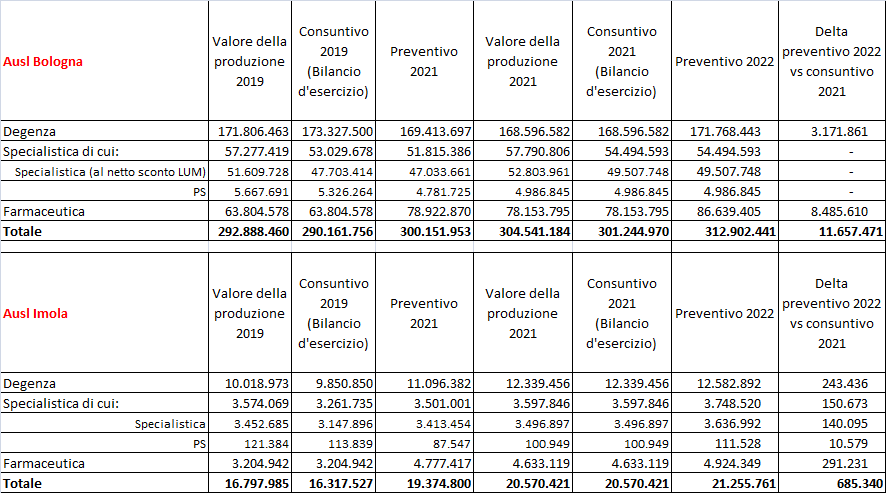 Ausl Bologna Valore della produzione 2019 Consuntivo 2019 (Bilancio d'esercizio) Preventivo 2021 Valore della produzione 2021 Consuntivo 2021 (Bilancio d'esercizio) Preventivo 2022 Delta preventivo 2022 vs consuntivo 2021
Degenza 171.806.463 173.327.500 169.413.697 168.596.582 168.596.582 171.768.443 3.171.861
Specialistica di cui: 57.277.419 53.029.678 51.815.386 57.790.806 54.494.593 54.494.593 -
Specialistica (al netto sconto LUM) 51.609.728 47.703.414 47.033.661 52.803.961 49.507.748 49.507.748 -
PS 5.667.691 5.326.264 4.781.725 4.986.845 4.986.845 4.986.845 -
Farmaceutica 63.804.578 63.804.578 78.922.870 78.153.795 78.153.795 86.639.405 8.485.610
Totale 292.888.460 290.161.756 300.151.953 304.541.184 301.244.970 312.902.441 11.657.471
Ausl Imola Valore della produzione 2019 Consuntivo 2019 (Bilancio d'esercizio) Preventivo 2021 Valore della produzione 2021 Consuntivo 2021 (Bilancio d'esercizio) Preventivo 2022 Delta preventivo 2022 vs consuntivo 2021
Degenza 10.018.973 9.850.850 11.096.382 12.339.456 12.339.456 12.582.892 243.436
Specialistica di cui: 3.574.069 3.261.735 3.501.001 3.597.846 3.597.846 3.748.520 150.673
Specialistica 3.452.685 3.147.896 3.413.454 3.496.897 3.496.897 3.636.992 140.095
PS 121.384 113.839 87.547 100.949 100.949 111.528 10.579
Farmaceutica 3.204.942 3.204.942 4.777.417 4.633.119 4.633.119 4.924.349 291.231
Totale 16.797.985 16.317.527 19.374.800 20.570.421 20.570.421 21.255.761 685.340